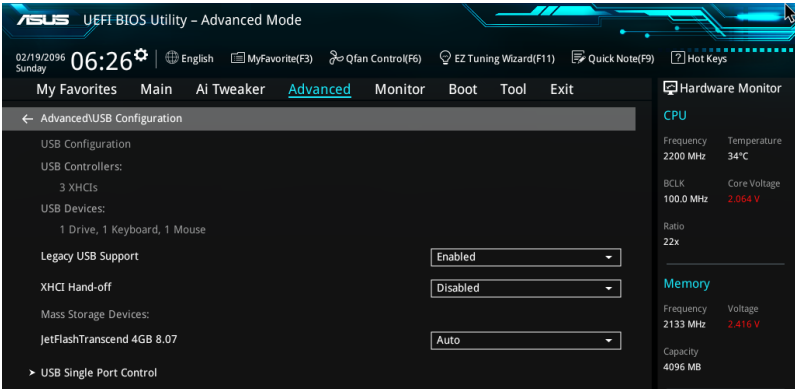 ASUS UEFI BIOS Utility – Advanced Mode
02/19/2096
Sunday
06:26
English
MyFavorite(F3)
Qfan Control(F6)
EZ Tuning Wizard(F11)
Quick Note(F9)
? Hot Keys
My Favorites Main Ai Tweaker Advanced Monitor Boot Tool Exit
Advanced\USB Configuration
USB Configuration
USB Controllers:
3 XHCIs
USB Devices:
1 Drive, 1 Keyboard, 1 Mouse
Legacy USB Support Enabled
XHCI Hand-off Disabled
Mass Storage Devices:
JetFlashTranscend 4GB 8.07 Auto
> USB Single Port Control
Hardware Monitor
CPU
Frequency Temperature
2200 MHz 34°C
BCLK Core Voltage
100.0 MHz 2.064 V
Ratio
22x
Memory
Frequency Voltage
2133 MHz 2.416 V
Capacity
4096 MB